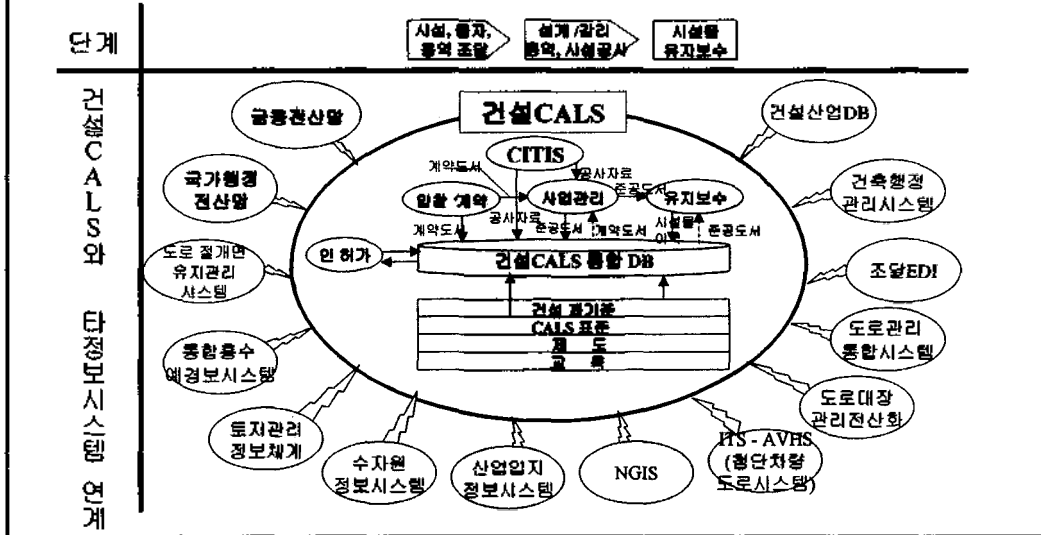 단계
시설, 물자,
용역 조달
설계/감리
용역, 시설공사
시설물
유지보수
건설CALS와 타정보시스템 연계
건설CALS
금융전산망
건설산업DB
CITIS
계약도서
공사자료
준공도서
국가행정
전산망
입찰/계약
사업관리
유지보수
건축행정
관리시스템
계약도서
공사자료
준공도서
계약도서
시설물
준공도서
인허가
건설CALS 통합 DB
도로 절개면
유지관리
시스템
조달EDI
CALS 표준
제 도
교 육
통합홍수
예경보시스템
도로관리
통합시스템
도로대장
관리전산화
토지관리
정보체계
수자원
정보시스템
산업입지
정보시스템
NGIS
ITS - AVHS
(첨단차량
도로시스템)